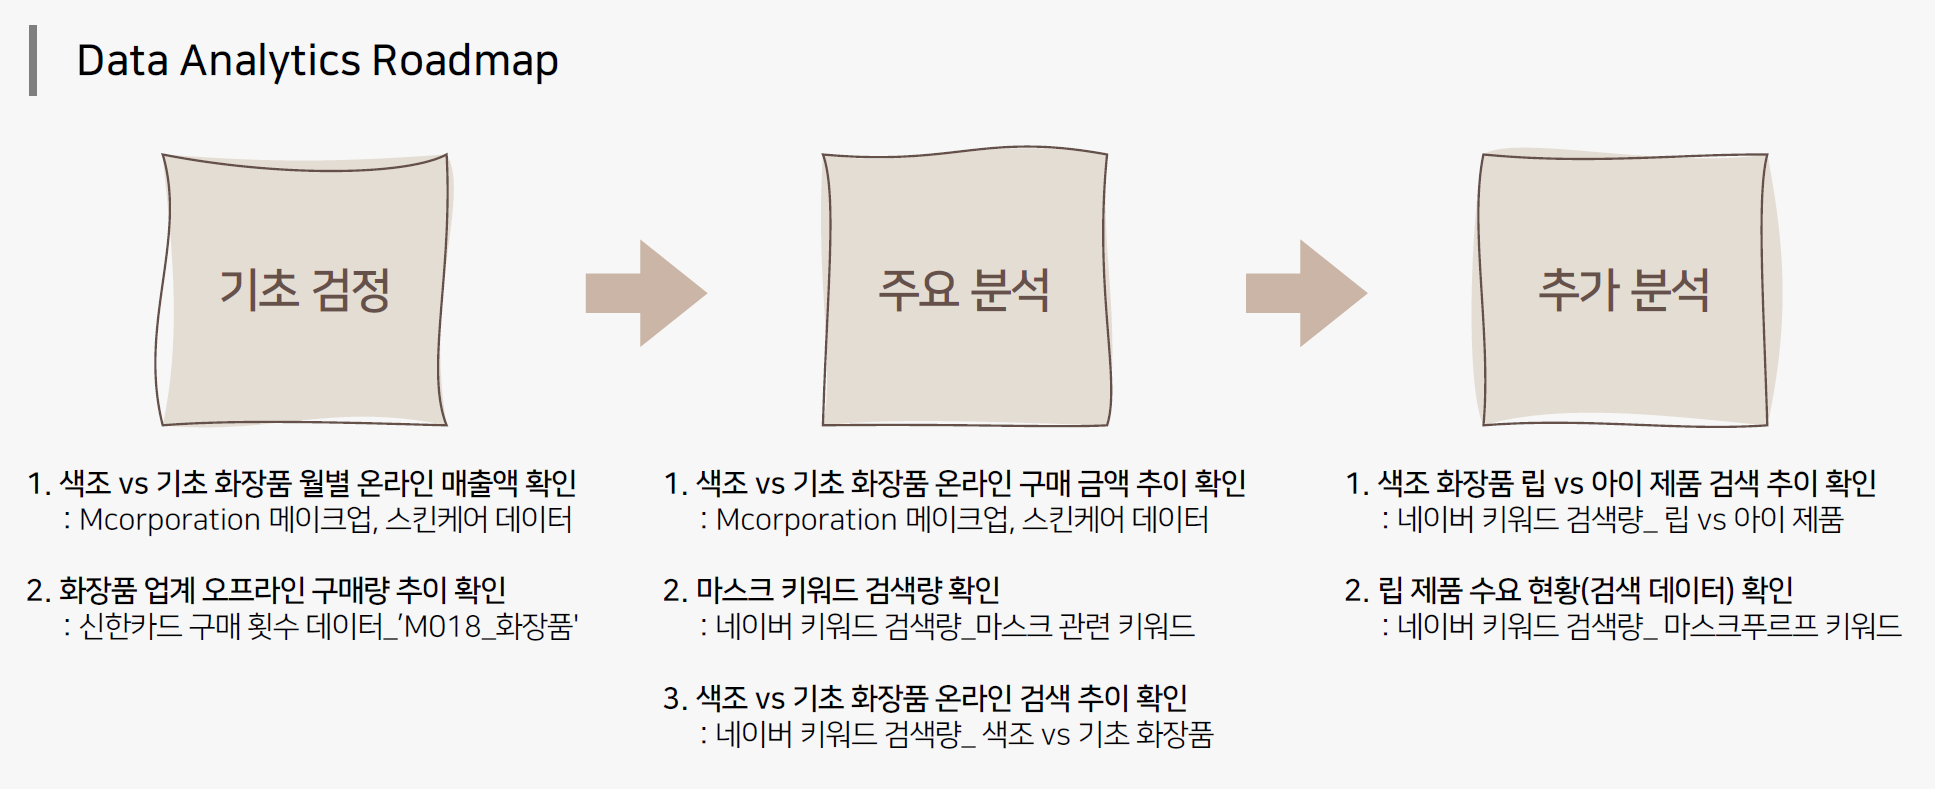 Data Analytics Roadmap
기초 검정
1. 색조 vs 기초 화장품 월별 온라인 매출액 확인
: Mcorporation 메이크업, 스킨케어 데이터
2. 화장품 업계 오프라인 구매량 추이 확인
: 신한카드 구매 횟수 데이터_’M018_화장품'
주요 분석
1. 색조 vs 기초 화장품 온라인 구매 금액 추이 확인
: Mcorporation 메이크업, 스킨케어 데이터
2. 마스크 키워드 검색량 확인
: 네이버 키워드 검색량_마스크 관련 키워드
3. 색조 vs 기초 화장품 온라인 검색 추이 확인
: 네이버 키워드 검색량_ 색조 vs 기초 화장품
추가 분석
1. 색조 화장품 립 vs 아이 제품 검색 추이 확인
: 네이버 키워드 검색량_ 립 vs 아이 제품
2. 립 제품 수요 현황(검색 데이터) 확인
: 네이버 키워드 검색량_ 마스크푸르프 키워드